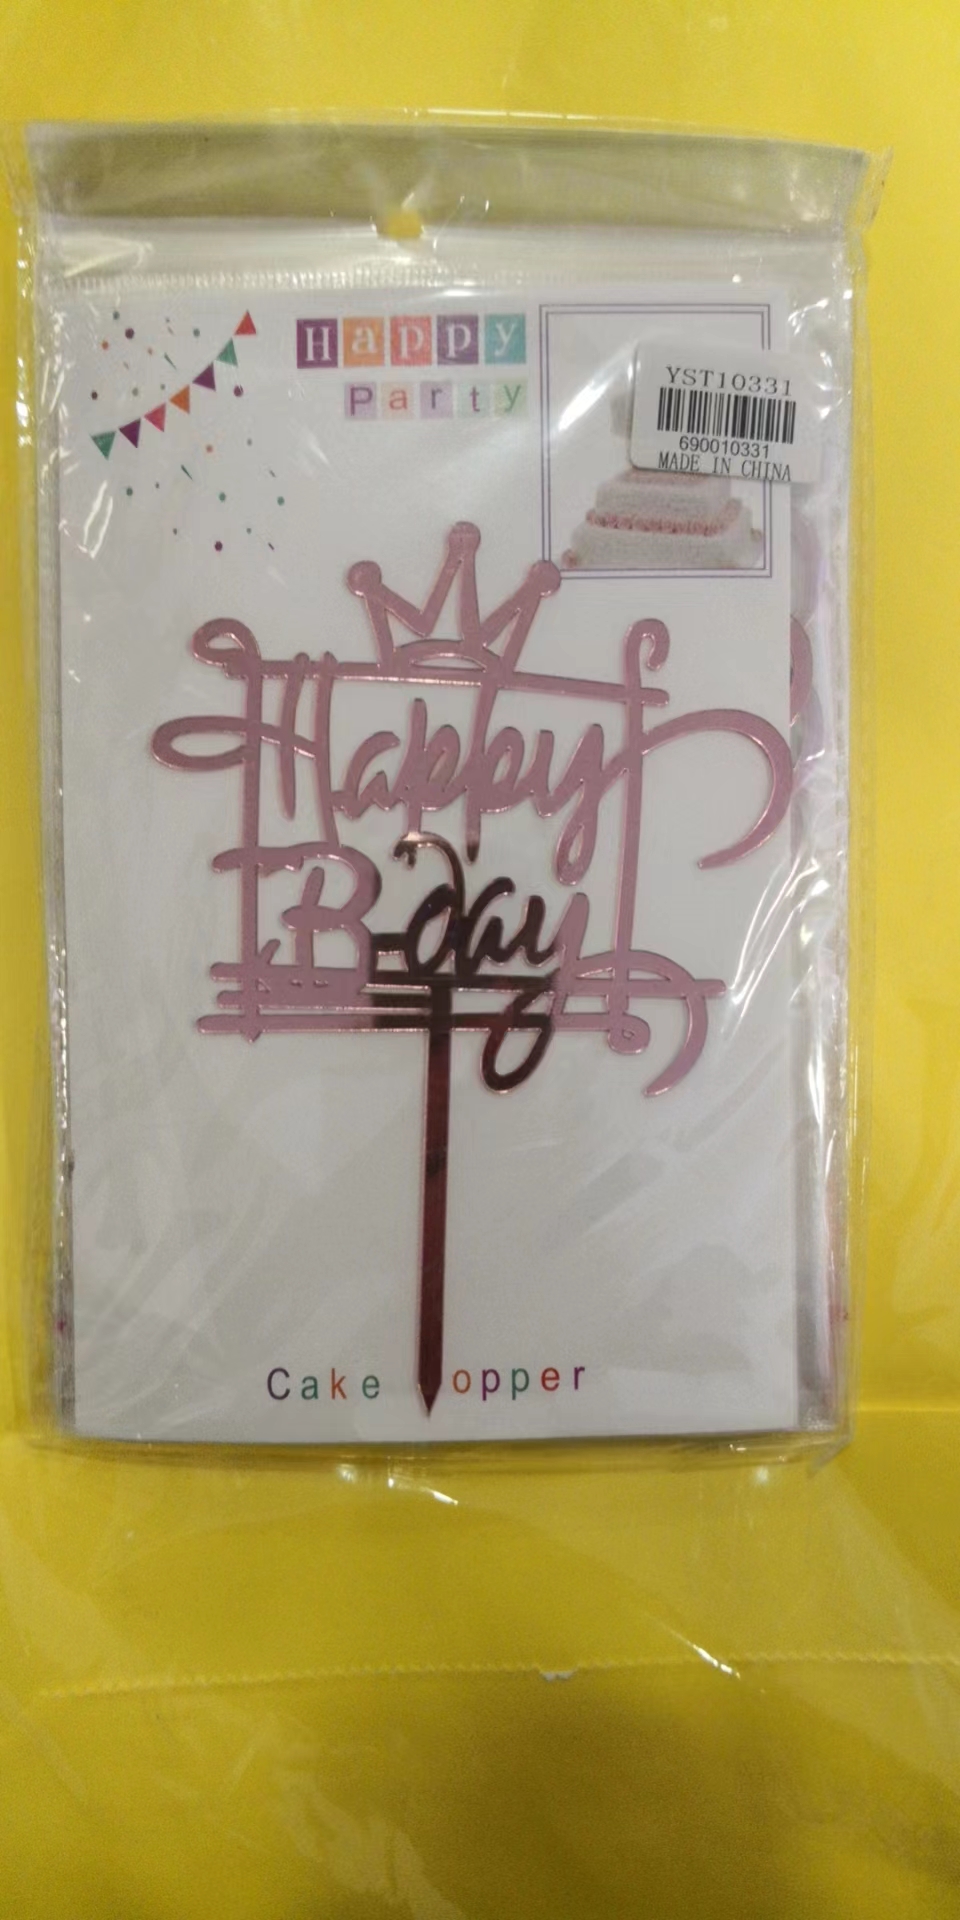 Happy
Party
YST10331
690010331
MADE IN CHINA
Happy
B-day
Cake opper